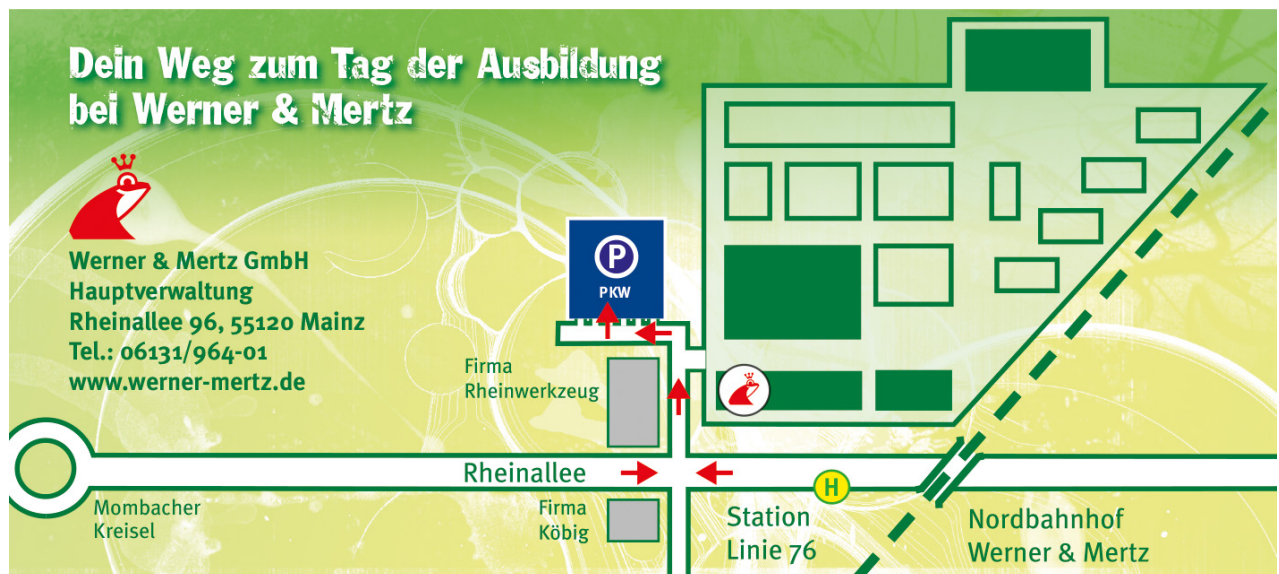 Dein Weg zum Tag der Ausbildung
bei Werner & Mertz
Werner & Mertz GmbH
Hauptverwaltung
Rheinallee 96, 55120 Mainz
Tel.: 06131/964-01
www.werner-mertz.de
P
PKW
Firma
Rheinwerkzeug
Rheinallee
Mombacher
Kreisel
Firma
Köbig
H
Station
Linie 76
Nordbahnhof
Werner & Mertz